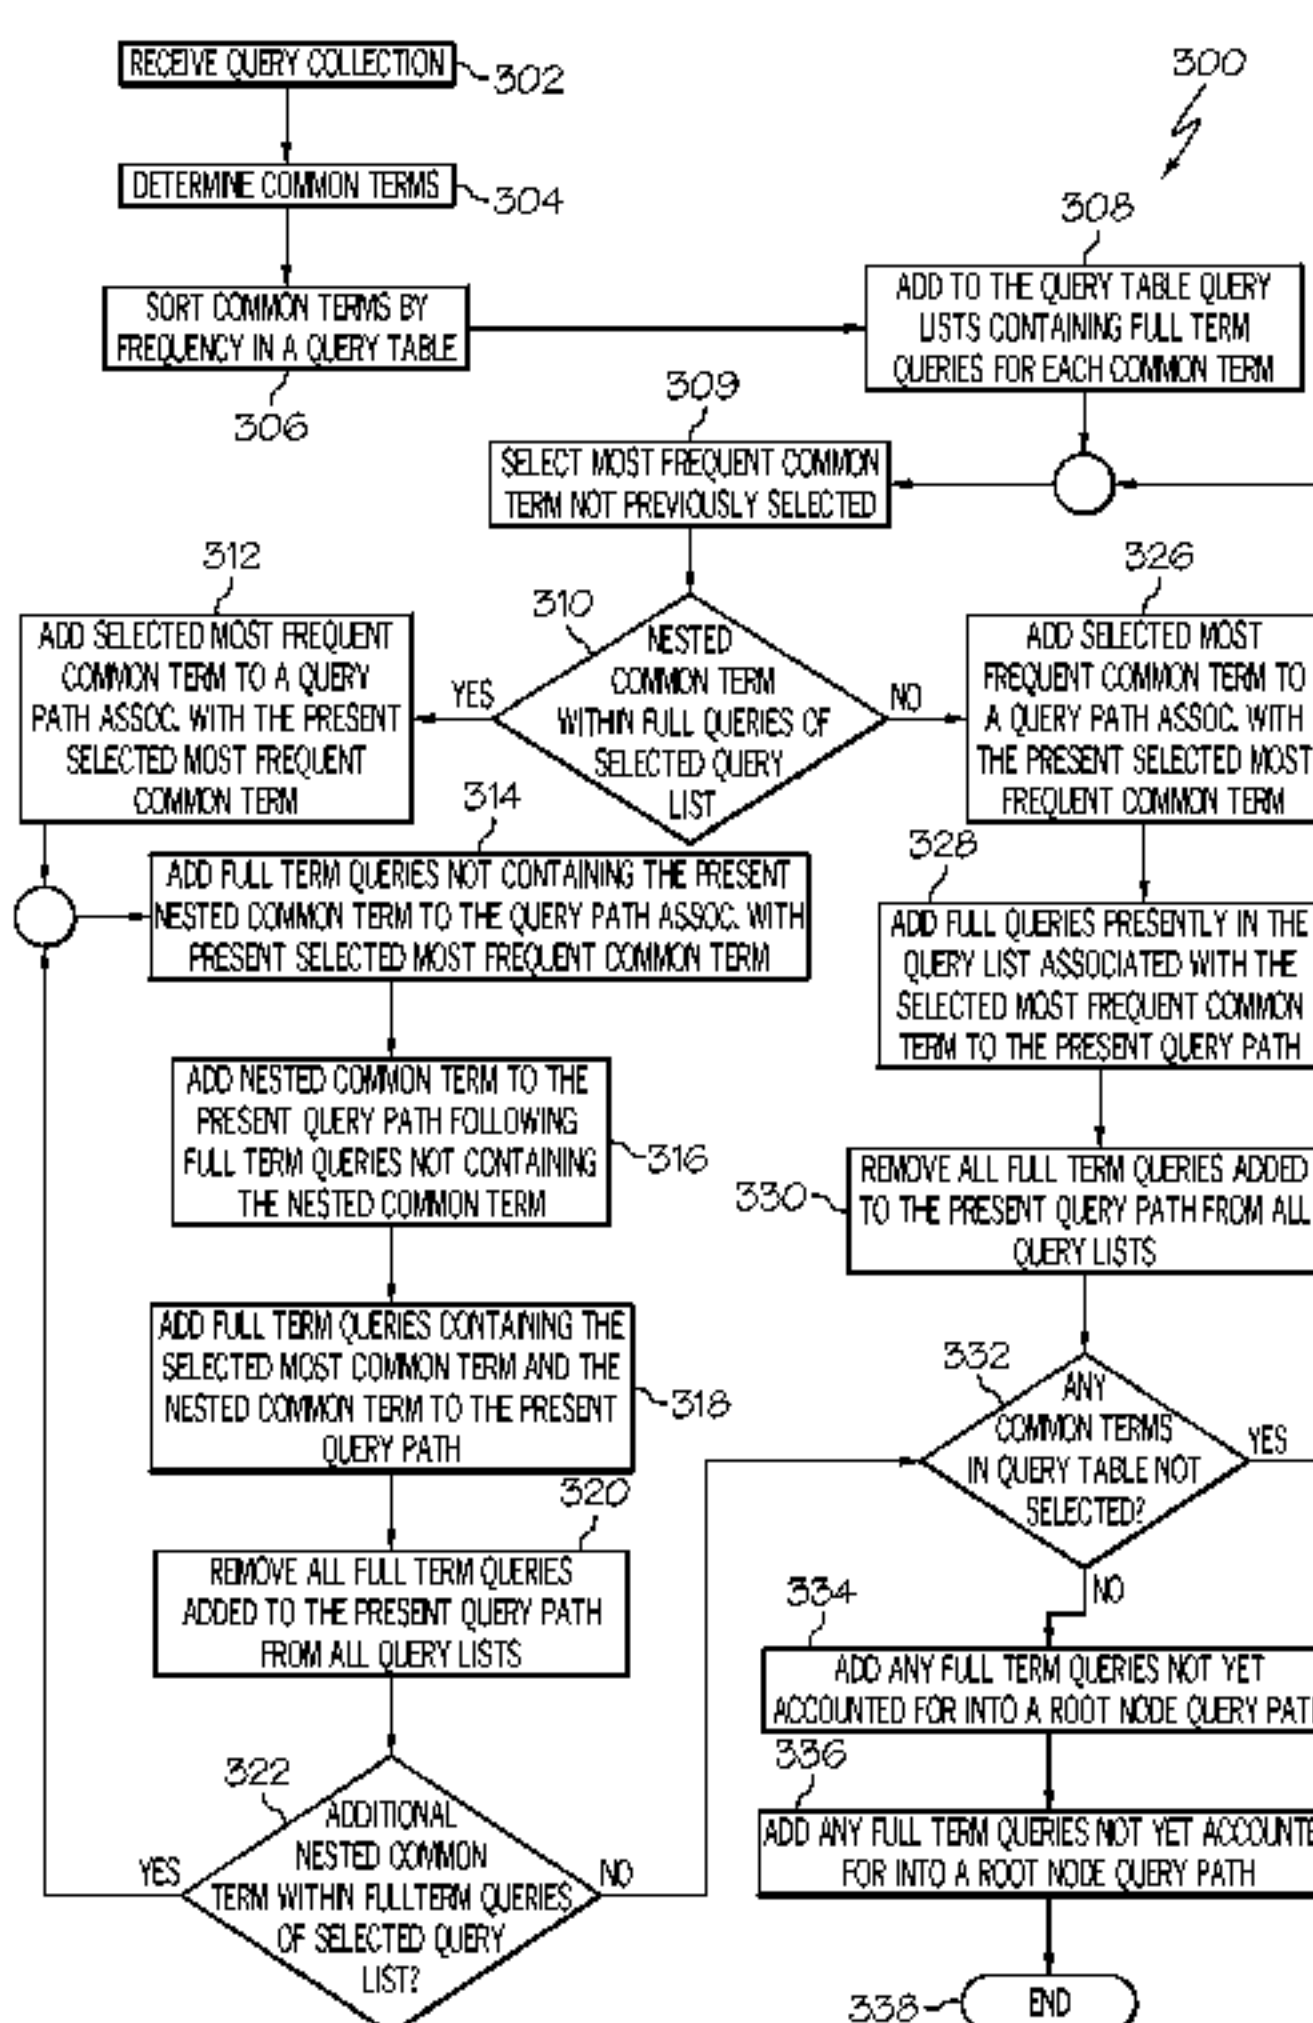 RECEIVE QUERY COLLECTION
302
300
DETERMINE COMMON TERMS
304
308
SORT COMMON TERMS BY
FREQUENCY IN A QUERY TABLE
306
ADD TO THE QUERY TABLE QUERY
LISTS CONTAINING FULL TERM
QUERIES FOR EACH COMMON TERM
309
SELECT MOST FREQUENT COMMON
TERM NOT PREVIOUSLY SELECTED
312
ADD SELECTED MOST FREQUENT
COMMON TERM TO A QUERY
PATH ASSOC. WITH THE PRESENT
SELECTED MOST FREQUENT
COMMON TERM
310
NESTED
COMMON TERM
WITHIN FULL QUERIES OF
SELECTED QUERY
LIST
YES
NO
326
ADD SELECTED MOST
FREQUENT COMMON TERM TO
A QUERY PATH ASSOC. WITH
THE PRESENT SELECTED MOST
FREQUENT COMMON TERM
314
ADD FULL TERM QUERIES NOT CONTAINING THE PRESENT
NESTED COMMON TERM TO THE QUERY PATH ASSOC. WITH
PRESENT SELECTED MOST FREQUENT COMMON TERM
328
ADD FULL QUERIES PRESENTLY IN THE
QUERY LIST ASSOCIATED WITH THE
SELECTED MOST FREQUENT COMMON
TERM TO THE PRESENT QUERY PATH
ADD NESTED COMMON TERM TO THE
PRESENT QUERY PATH FOLLOWING
FULL TERM QUERIES NOT CONTAINING
THE NESTED COMMON TERM
316
330
REMOVE ALL FULL TERM QUERIES ADDED
TO THE PRESENT QUERY PATH FROM ALL
QUERY LISTS
ADD FULL TERM QUERIES CONTAINING THE
SELECTED MOST COMMON TERM AND THE
NESTED COMMON TERM TO THE PRESENT
QUERY PATH
318
332
ANY
COMMON TERMS
IN QUERY TABLE NOT
SELECTED?
YES
NO
320
REMOVE ALL FULL TERM QUERIES
ADDED TO THE PRESENT QUERY PATH
FROM ALL QUERY LISTS
334
ADD ANY FULL TERM QUERIES NOT YET
ACCOUNTED FOR INTO A ROOT NODE QUERY PATH
322
ADDITIONAL
NESTED COMMON
TERM WITHIN FULLTERM QUERIES
OF SELECTED QUERY
LIST?
YES
NO
336
ADD ANY FULL TERM QUERIES NOT YET ACCOUNTE
FOR INTO A ROOT NODE QUERY PATH
338
END